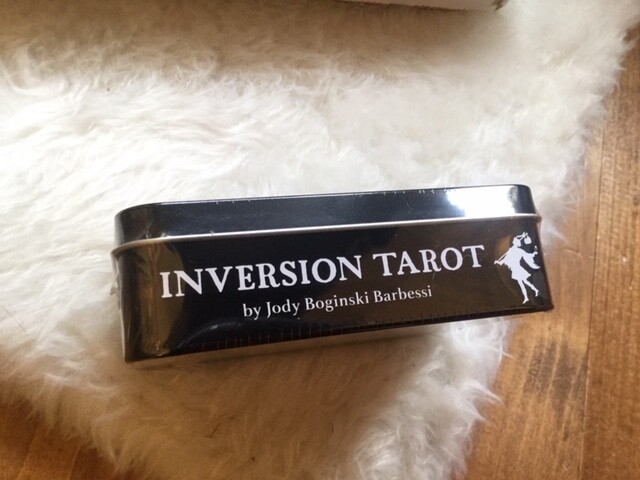 INVERSION TAROT
by Jody Boginski Barbessi